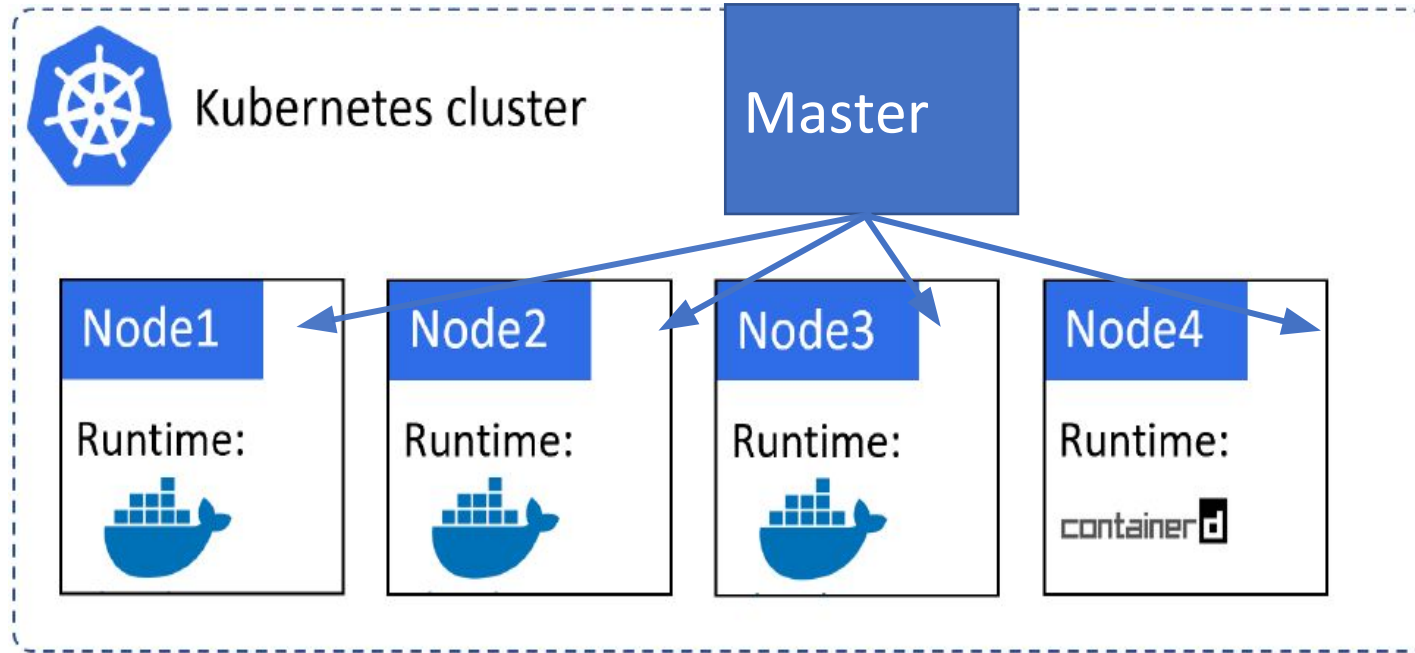 Kubernetes cluster
Master
Node1
Node2
Node3
Node4
Runtime:
Runtime:
Runtime:
Runtime:
containerd